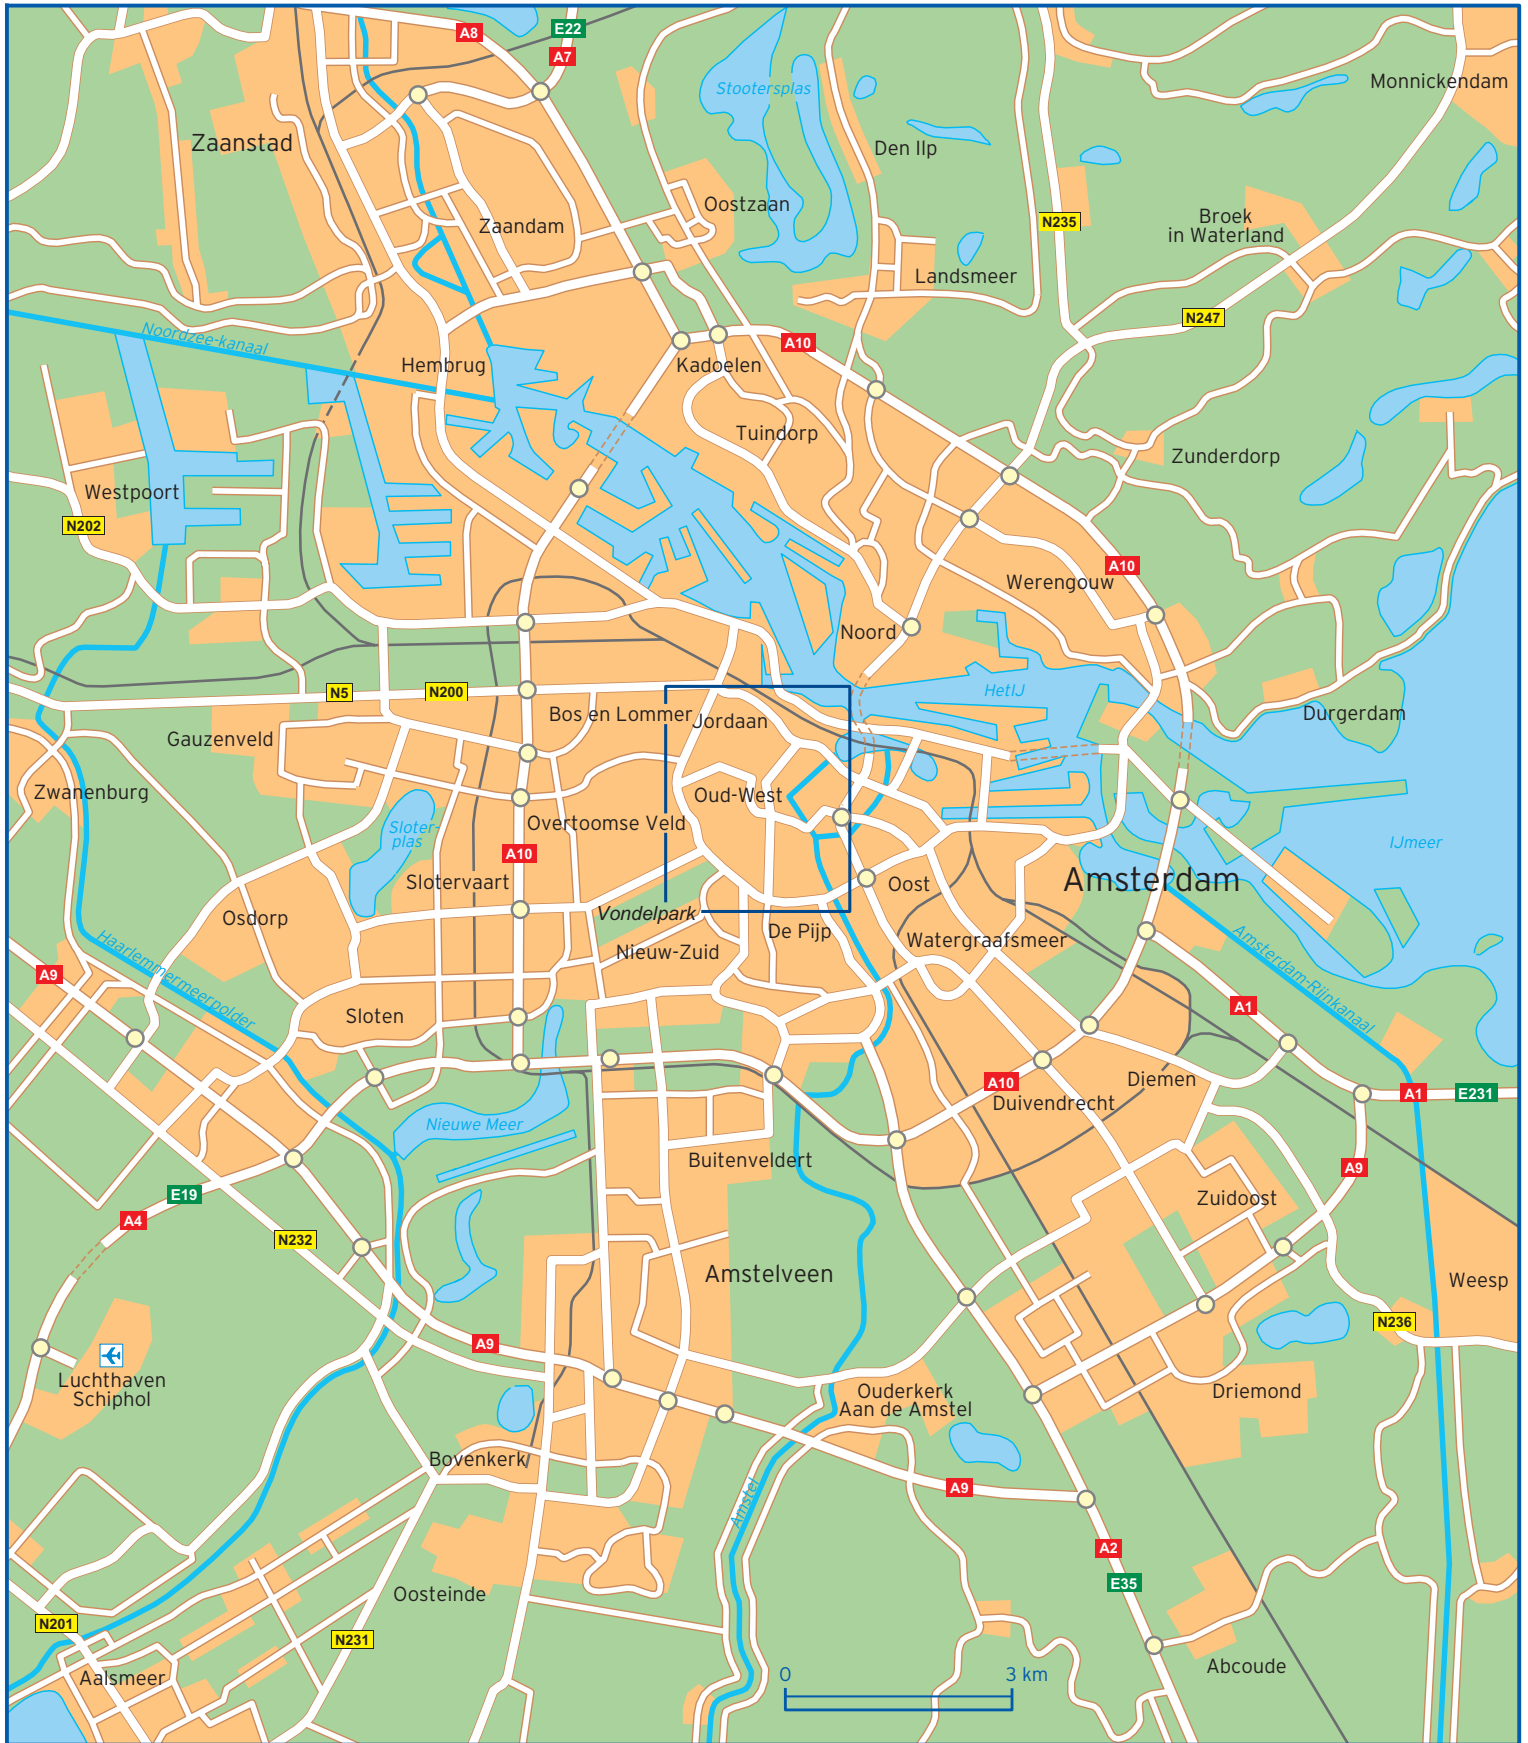 A8
E22
A7
Stootersplas
Monnickendam
Zaanstad
Den Ilp
Oostzaan
Zaandam
N235
Broek
in Waterland
Landsmeer
N247
Noordzee-kanaal
A10
Hembrug
Kadoelen
Tuindorp
Zunderdorp
Westpoort
N202
A10
Werengouw
Noord
N5
N200
HetIJ
Bos en Lommer
Jordaan
Durgerdam
Gauzenveld
Zwanenburg
Oud-West
Sloter-
plas
Overtoomse Veld
IJmeer
A10
Slotervaart
Oost
Amsterdam
Osdorp
Vondelpark
De Pijp
Haarlemmermeerpolder
Nieuw-Zuid
Watergraafsmeer
Amsterdam-Rijnkanaal
A9
Sloten
A1
A10
Diemen
A1
E231
Duivendrecht
Nieuwe Meer
Buitenveldert
A9
E19
Zuidoost
A4
N232
Amstelveen
Weesp
N236
A9
Luchthaven
Schiphol
Ouderkerk
Aan de Amstel
Driemond
Bovenkerk
A9
Amstel
A2
E35
Oosteinde
N201
N231
Aalsmeer
0
3 km
Abcoude